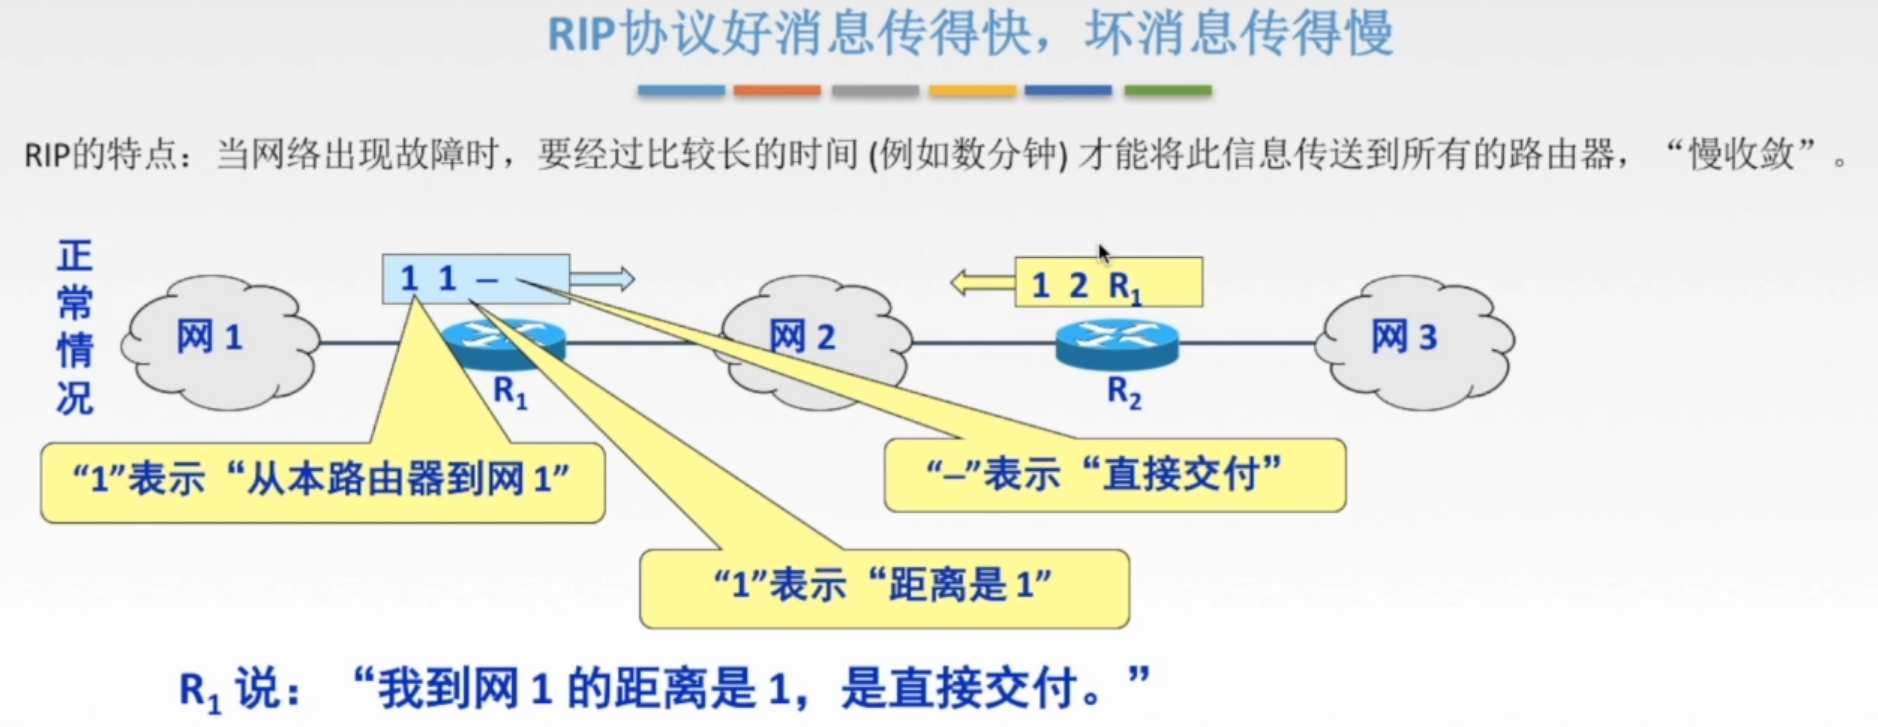 RIP协议好消息传得快，坏消息传得慢
RIP的特点：当网络出现故障时，要经过比较长的时间 (例如数分钟) 才能将此信息传送到所有的路由器，“慢收敛”。
正常情况
1 1 –
1 2 R₁
网 1
网 2
网 3
R₁
R₂
“1”表示“从本路由器到网 1”
“–”表示“直接交付”
“1”表示“距离是 1”
R₁ 说：“我到网 1 的距离是 1，是直接交付。”